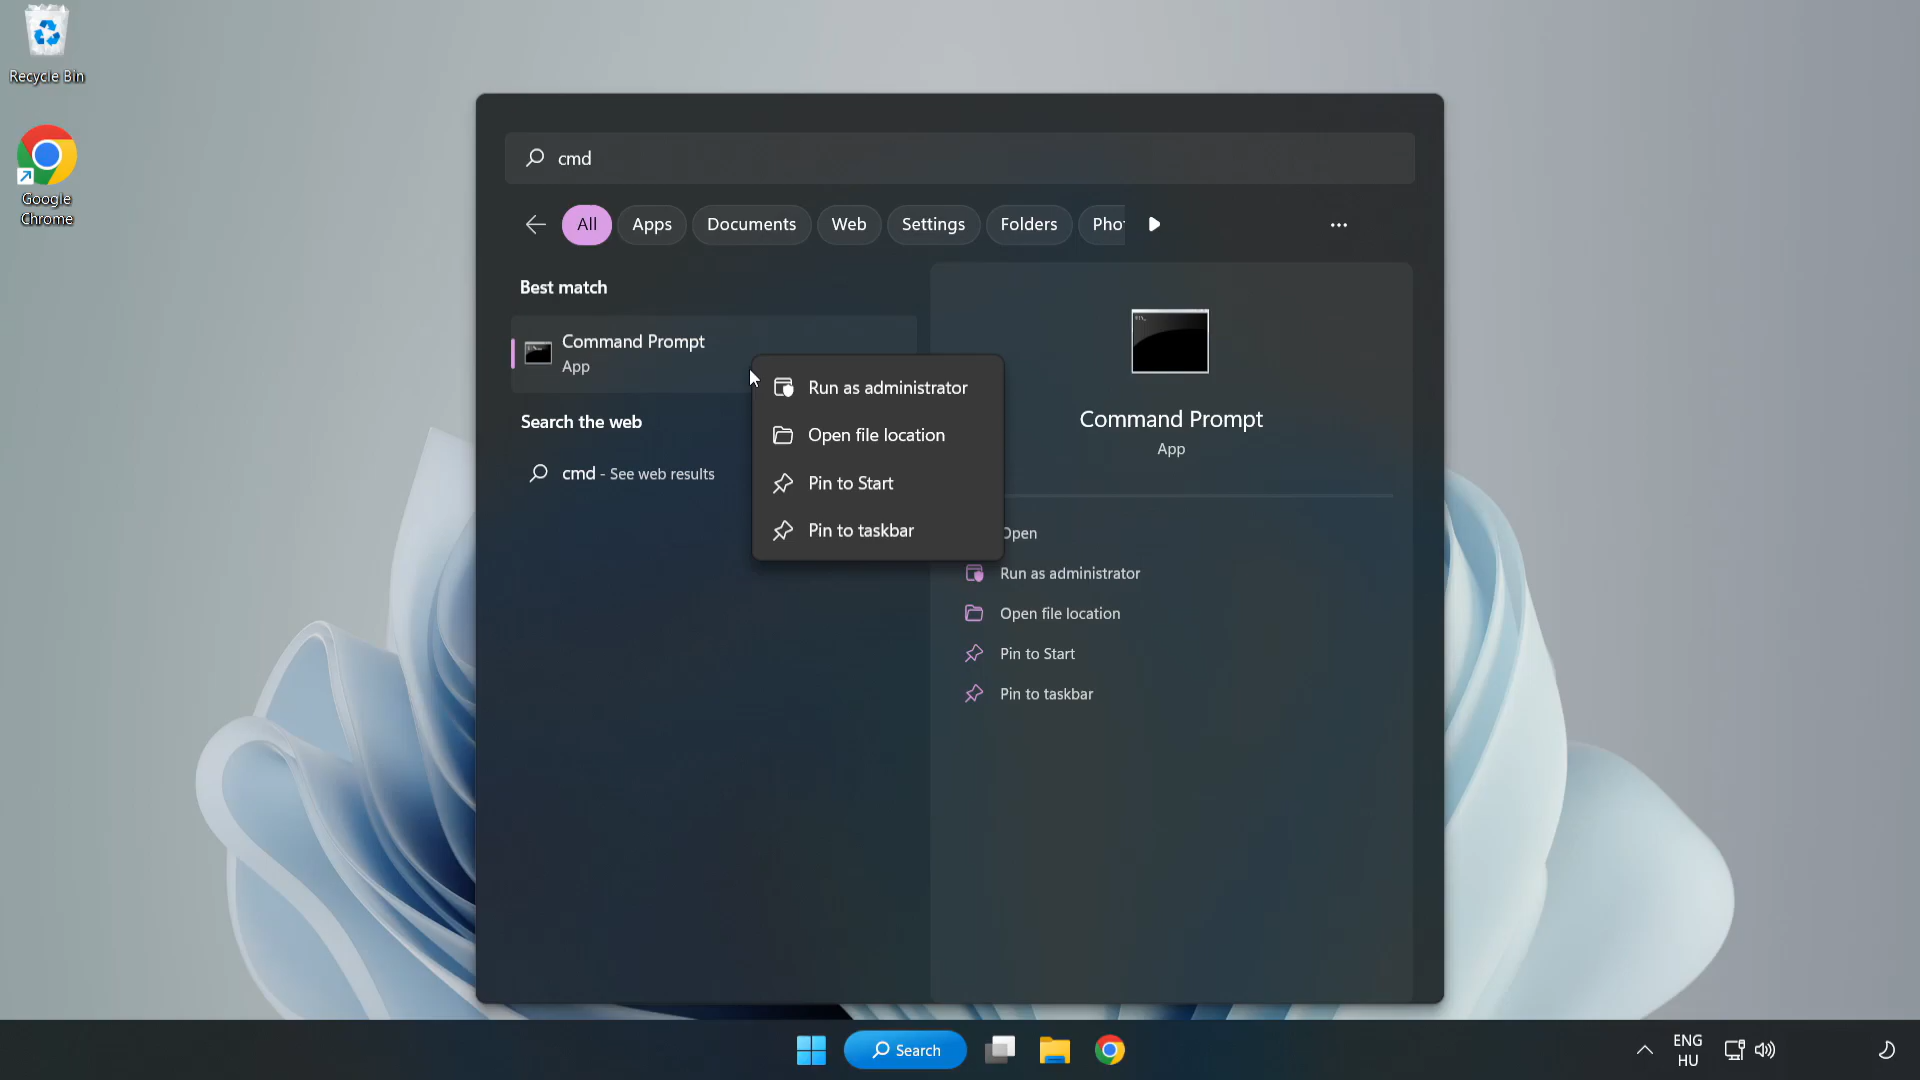 Recycle Bin
Google
Chrome
cmd
All
Apps
Documents
Web
Settings
Folders
Pho
Best match
Command Prompt
App
Search the web
cmd - See web results
Run as administrator
Open file location
Pin to Start
Pin to taskbar
Command Prompt
App
Open
Run as administrator
Open file location
Pin to Start
Pin to taskbar
Search
ENG
HU